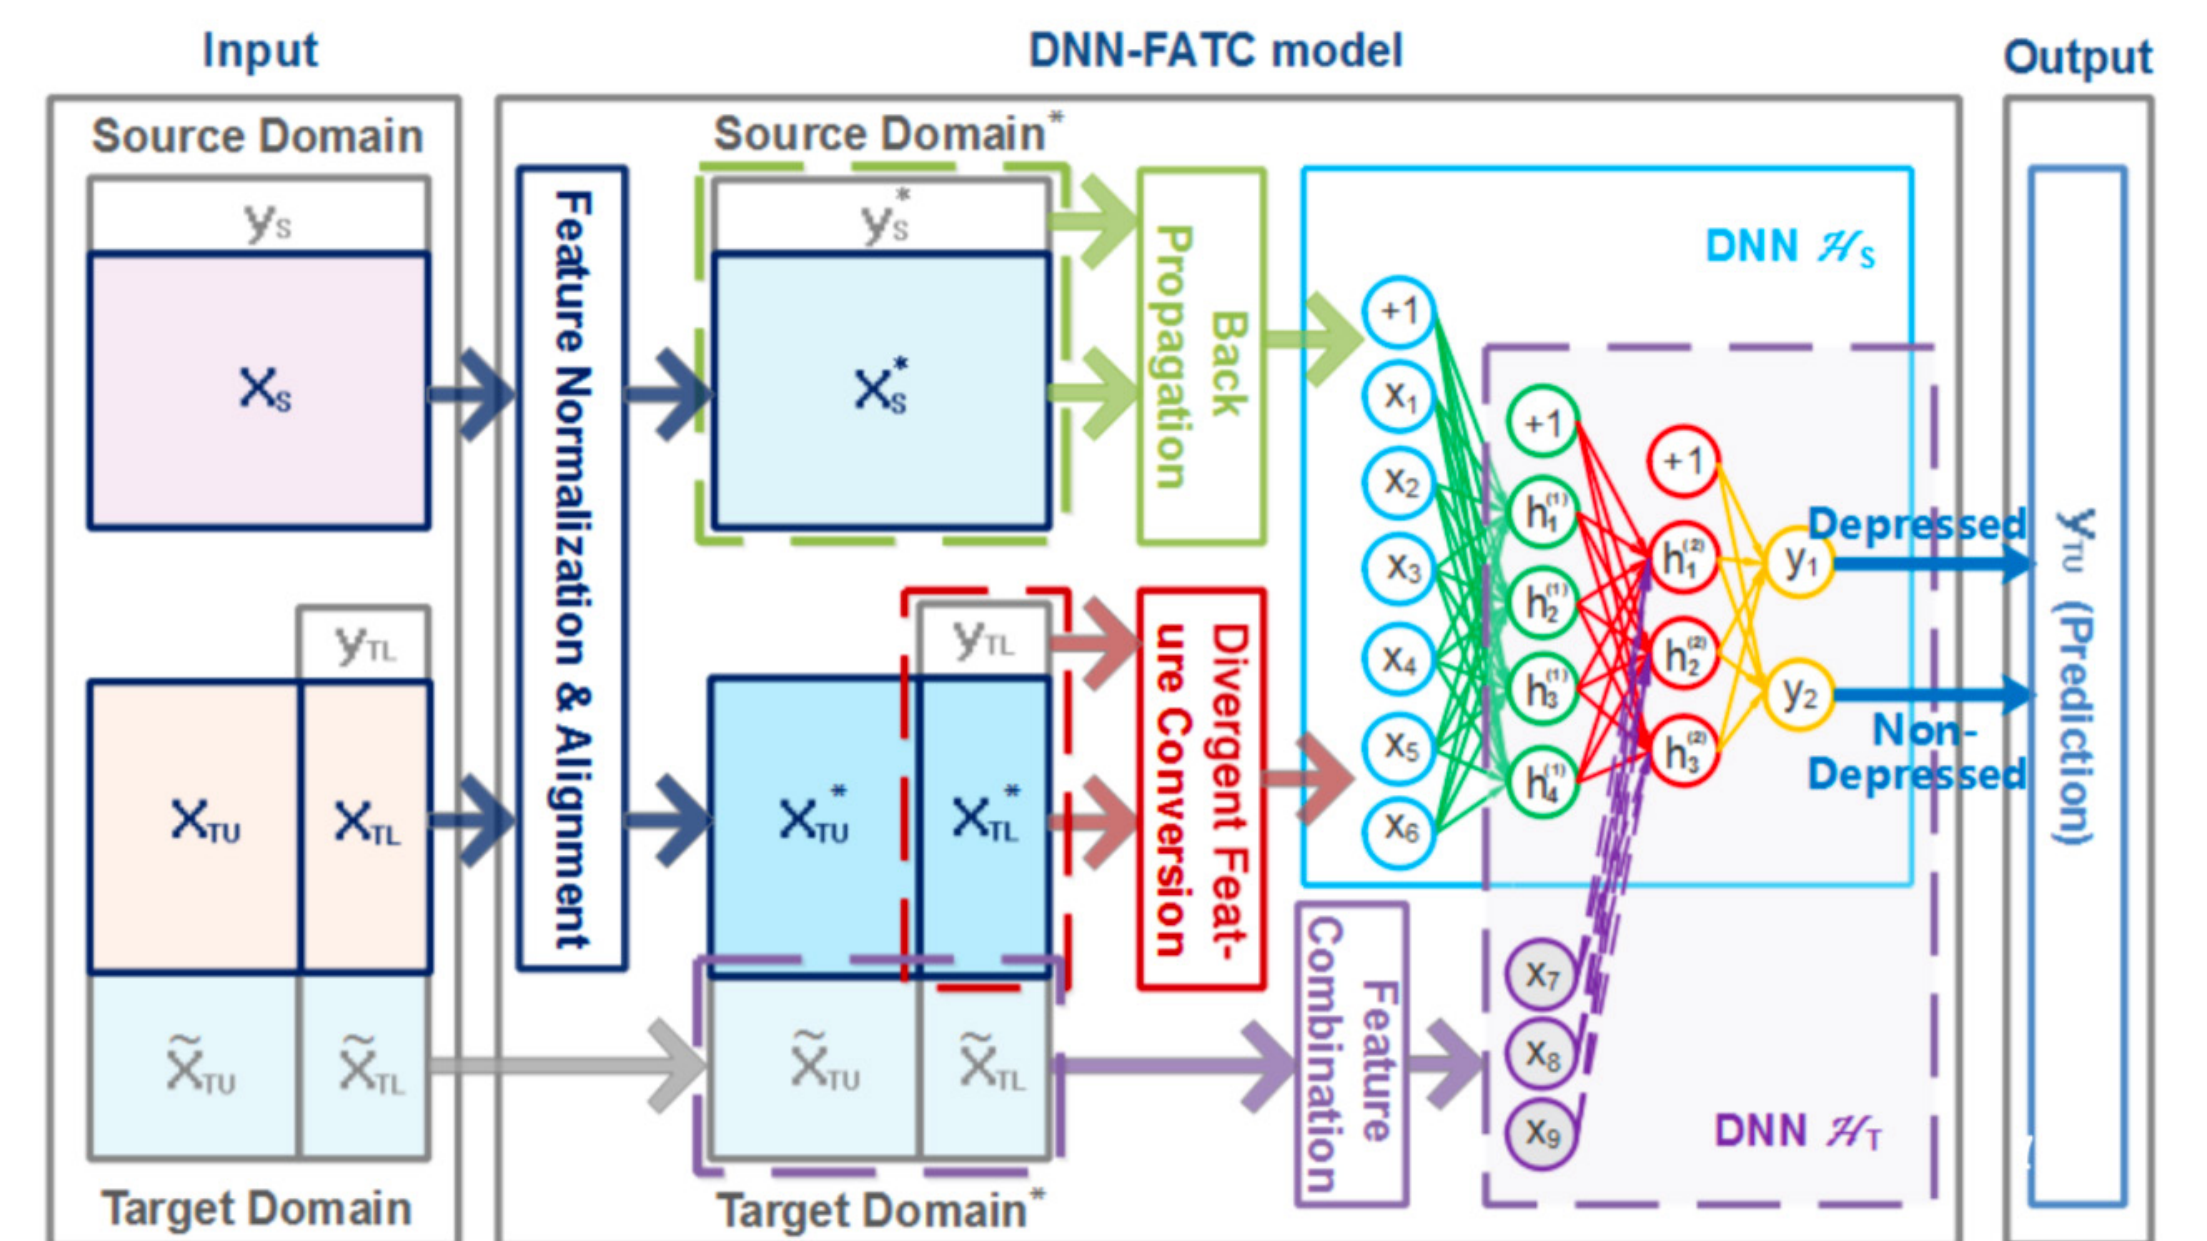 Input
DNN-FATC model
Output
Source Domain
Source Domain*
yS
yS*
XS
XS*
Feature Normalization & Alignment
Back
Propagation
DNN ℋS
+1
x1
x2
x3
x4
x5
x6
+1
h1(1)
h2(1)
h3(1)
h4(1)
+1
h1(2)
h2(2)
h3(2)
y1
y2
Depressed
Non-
Depressed
yTU (Prediction)
yTL
yTL
XTU
XTL
XTU*
XTL*
Divergent Feat-
ure Conversion
X̃TU
X̃TL
X̃TU
X̃TL
Feature
Combination
x7
x8
x9
DNN ℋT
Target Domain
Target Domain*